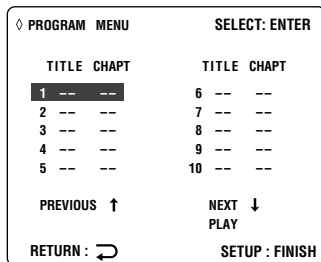 ◊ PROGRAM MENU SELECT: ENTER
TITLE CHAPT TITLE CHAPT
1 –– –– 6 –– ––
2 –– –– 7 –– ––
3 –– –– 8 –– ––
4 –– –– 9 –– ––
5 –– –– 10 –– ––
PREVIOUS ↑ NEXT ↓
PLAY
RETURN : SETUP : FINISH